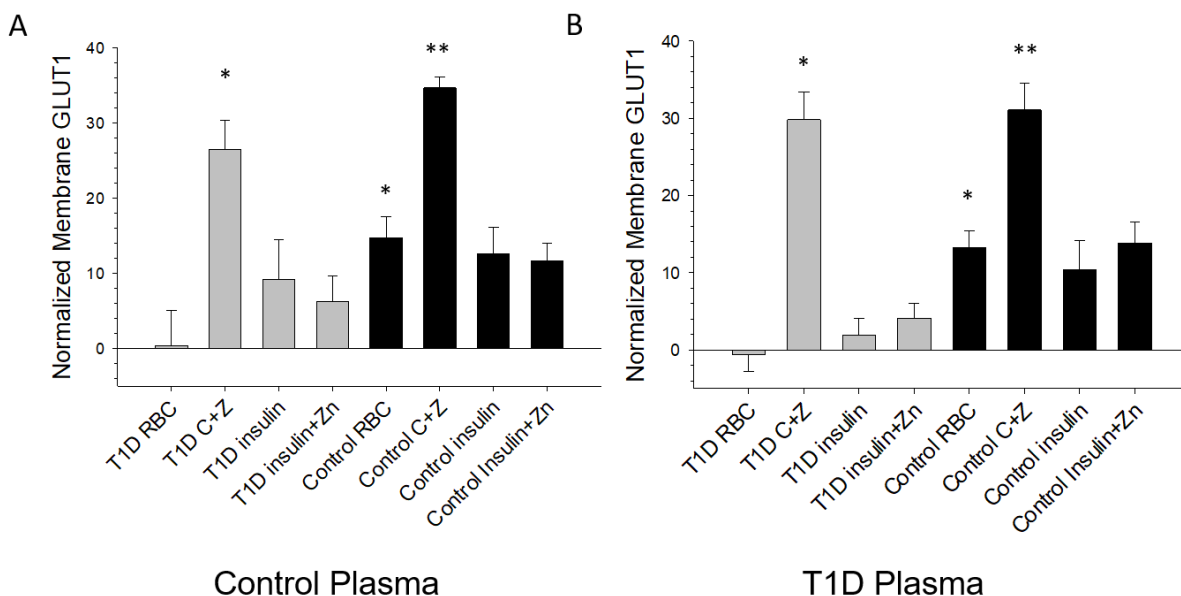 A
Normalized Membrane GLUT1
40
30
20
10
0
*
*
**
T1D RBC
T1D C+Z
T1D insulin
T1D insulin+Zn
Control RBC
Control C+Z
Control insulin
Control Insulin+Zn
Control Plasma
B
Normalized Membrane GLUT1
40
30
20
10
0
*
*
**
T1D RBC
T1D C+Z
T1D insulin
T1D insulin+Zn
Control RBC
Control C+Z
Control insulin
Control Insulin+Zn
T1D Plasma